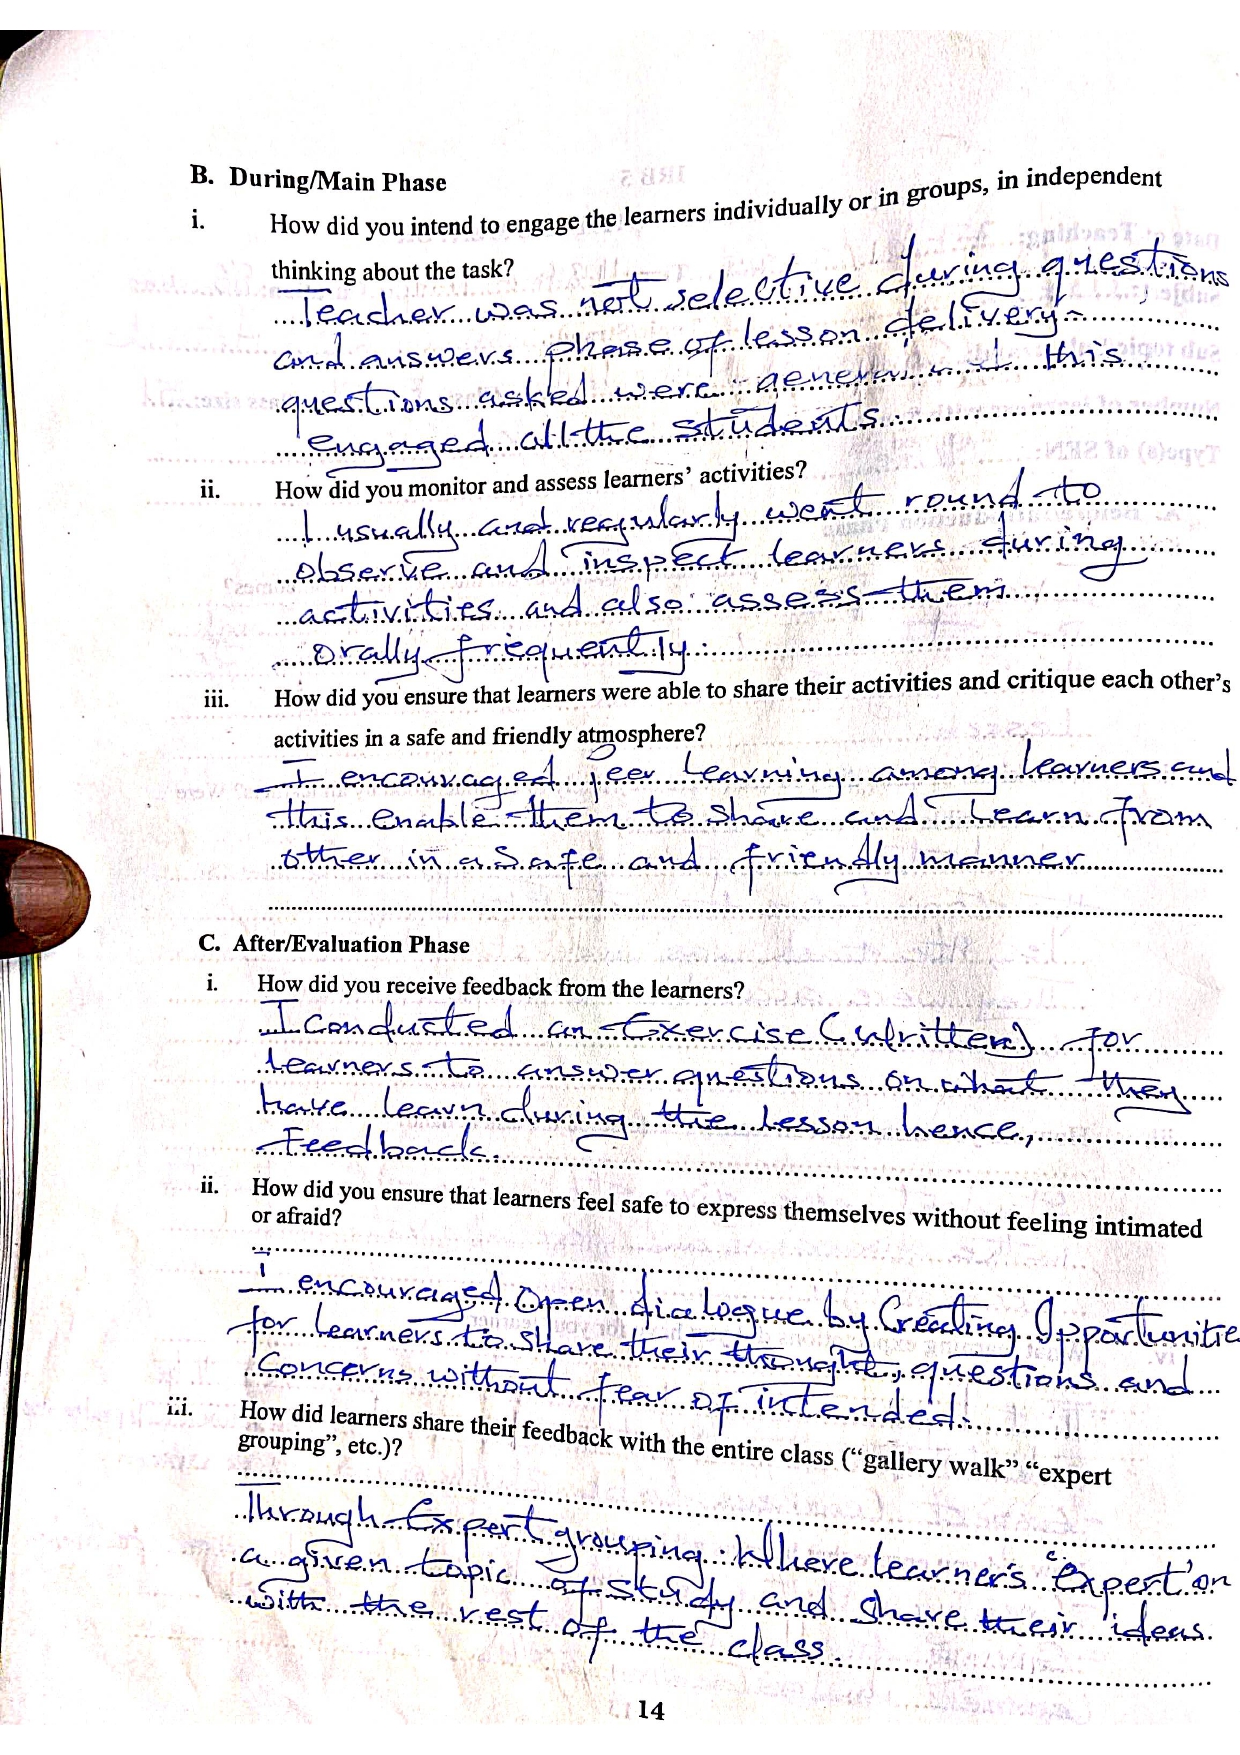 B. During/Main Phase
i. How did you intend to engage the learners individually or in groups, in independent
thinking about the task?
Teacher was not selective during questions
and answers phase of lesson delivery
questions asked were this
engaged all the students
ii. How did you monitor and assess learners' activities?
I usually and regularly went round to
observe and inspect learners during
activities and also assess them
orally frequently.
iii. How did you ensure that learners were able to share their activities and critique each other's
activities in a safe and friendly atmosphere?
I encouraged peer learning among learners and
this enable them to share and learn from
other in a safe and friendly manner
C. After/Evaluation Phase
i. How did you receive feedback from the learners?
I conducted an Exercise (written) for
learners to answer questions on what they
have learn during the lesson hence,
Feedback.
ii. How did you ensure that learners feel safe to express themselves without feeling intimated
or afraid?
I encouraged open dialogue by Creating Opportunitie
for learners to share their thought, questions and
concerns without fear of intended.
iii. How did learners share their feedback with the entire class ("gallery walk" "expert
grouping", etc.)?
Through Expert grouping. Where learners "Expert" on
a given topic of study and share their ideas
with the rest of the class.
14